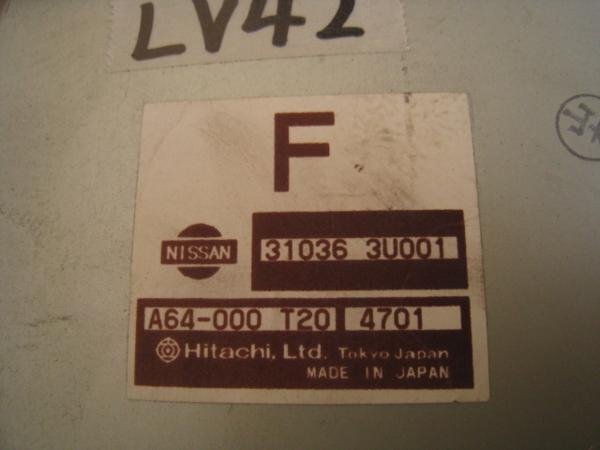 LV42
F
NISSAN
31036 3U001
A64-000 T20 4701
Hitachi, Ltd. Tokyo Japan
MADE IN JAPAN